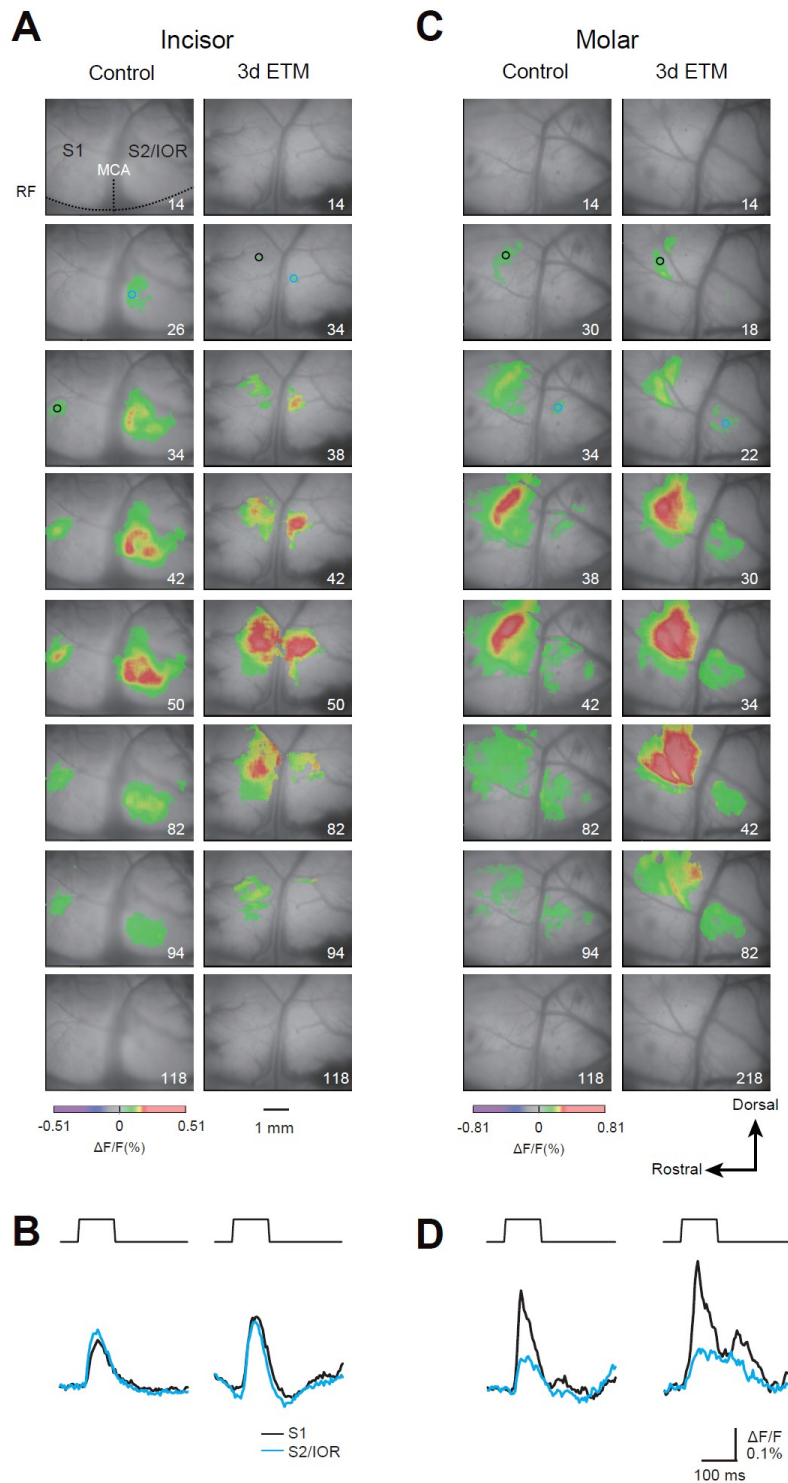 A
Incisor
Control
3d ETM
C
Molar
Control
3d ETM
S1
S2/IOR
MCA
RF
14
14
14
14
26
34
30
18
34
38
34
22
42
42
38
30
50
50
42
34
82
82
82
42
94
94
94
82
118
118
118
218
-0.51
0
0.51
ΔF/F(%)
1 mm
-0.81
0
0.81
ΔF/F(%)
Dorsal
Rostral
B
D
S1
S2/IOR
ΔF/F
0.1%
100 ms